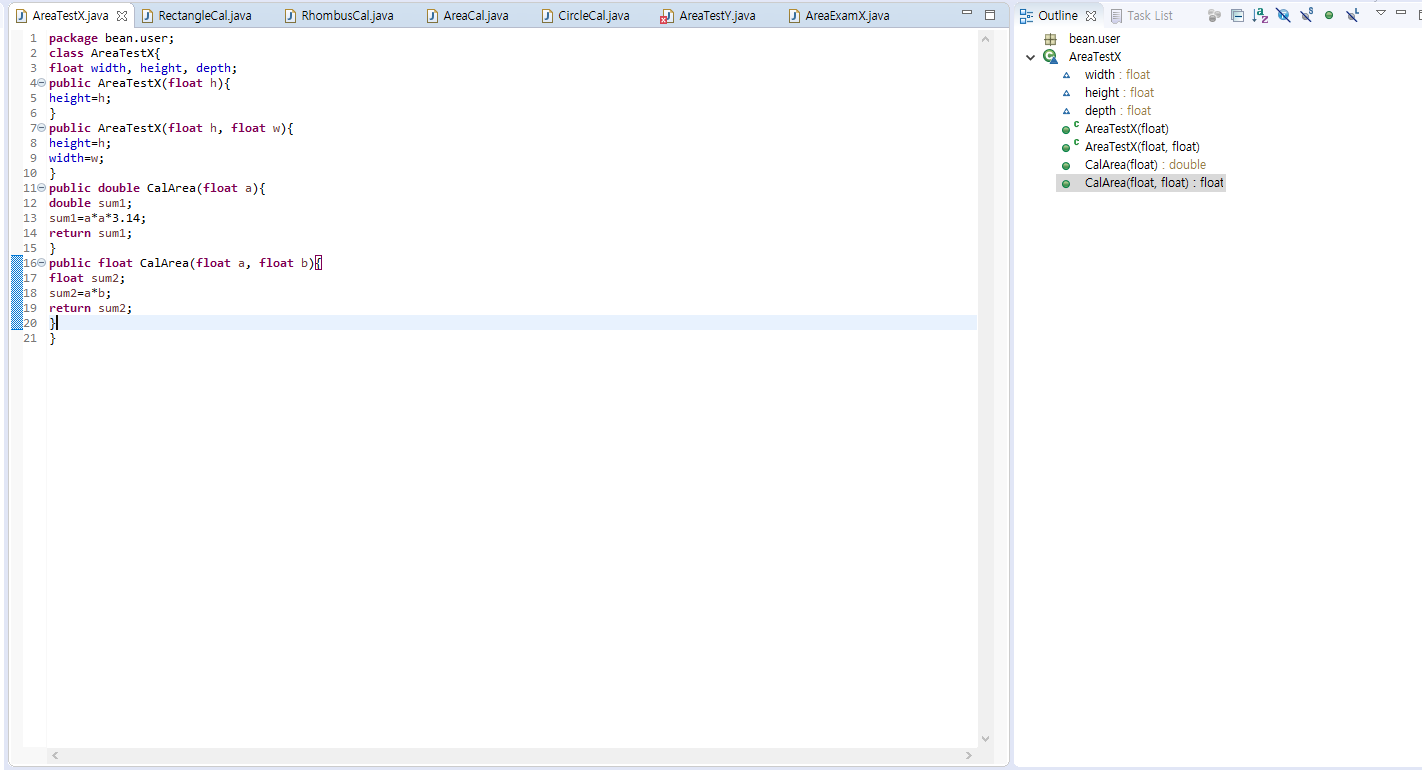 AreaTestX.java RectangleCal.java RhombusCal.java AreaCal.java CircleCal.java AreaTestY.java AreaExamX.java
1 package bean.user;
2 class AreaTestX{
3 float width, height, depth;
4 public AreaTestX(float h){
5 height=h;
6 }
7 public AreaTestX(float h, float w){
8 height=h;
9 width=w;
10 }
11 public double CalArea(float a){
12 double sum1;
13 sum1=a*a*3.14;
14 return sum1;
15 }
16 public float CalArea(float a, float b){
17 float sum2;
18 sum2=a*b;
19 return sum2;
20 }
21 }
Outline Task List
bean.user
AreaTestX
width : float
height : float
depth : float
AreaTestX(float)
AreaTestX(float, float)
CalArea(float) : double
CalArea(float, float) : float